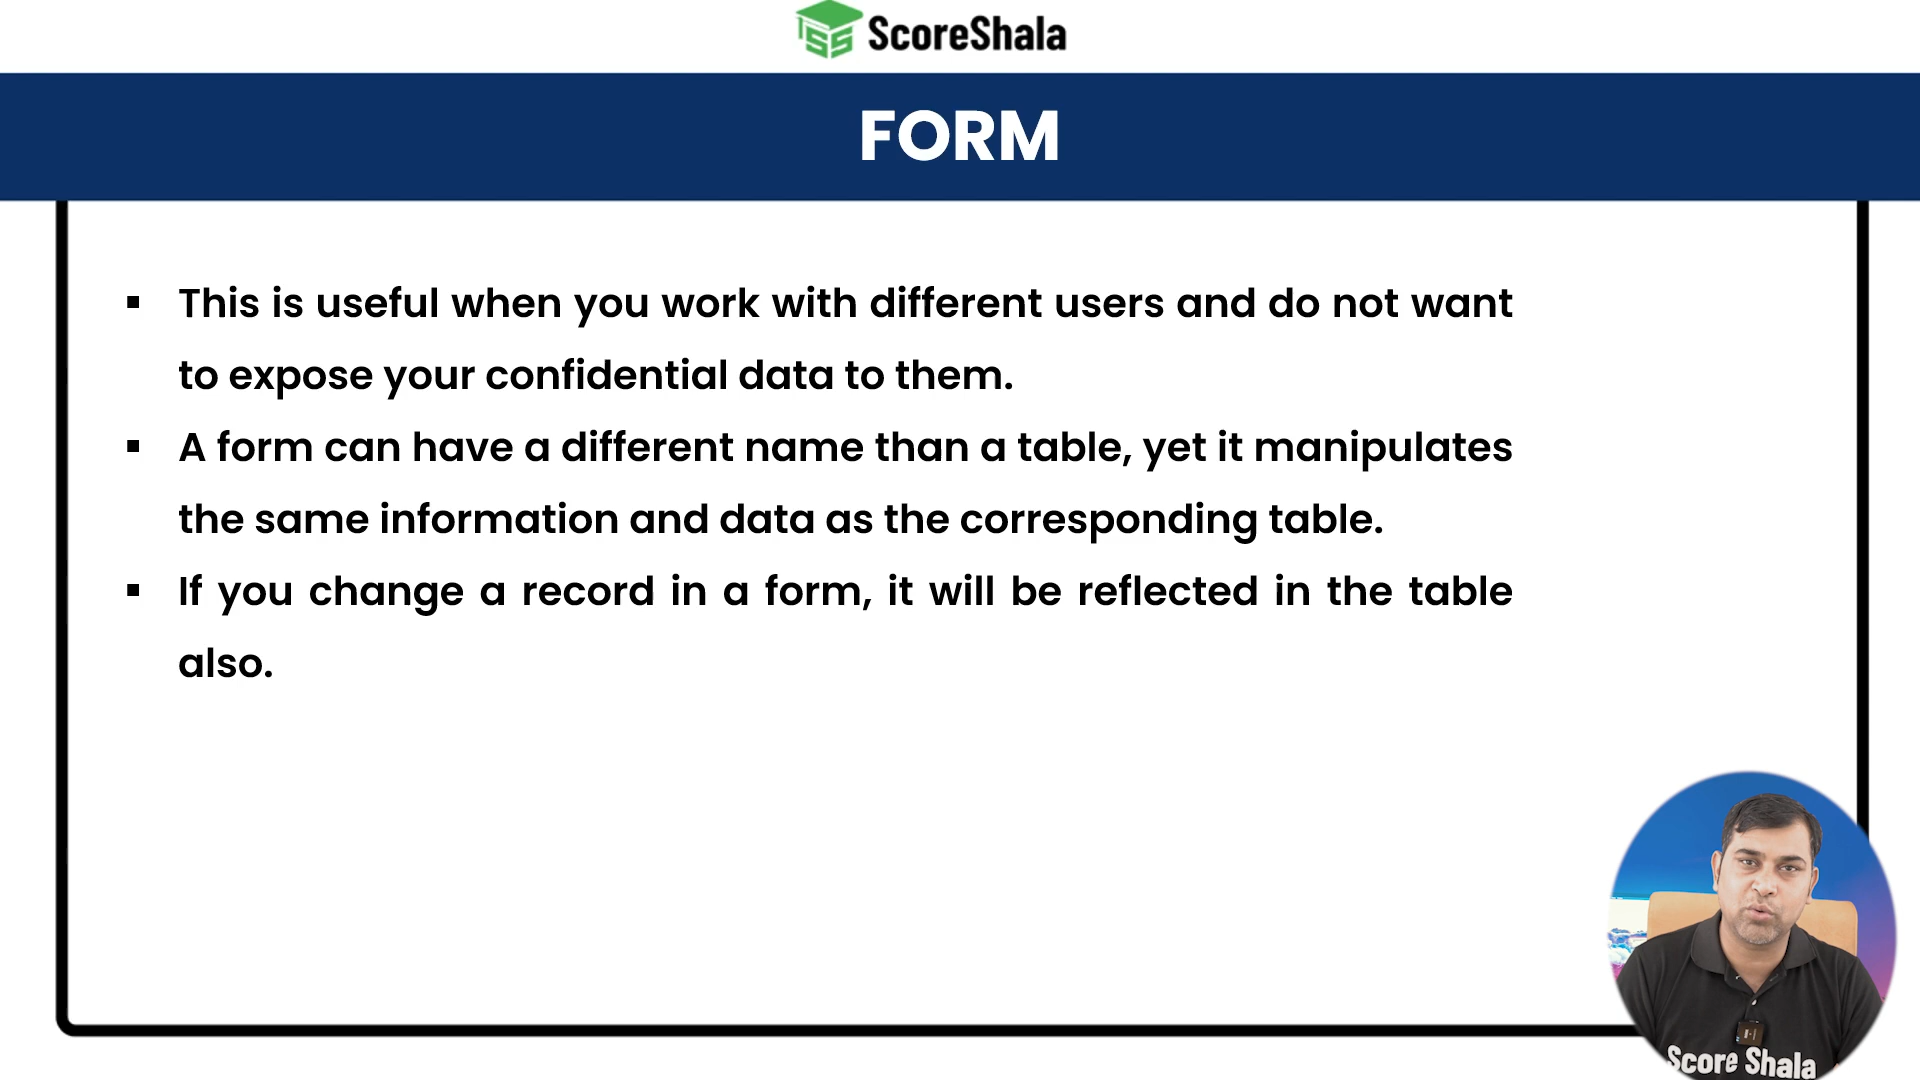 ScoreShala
FORM
▪ This is useful when you work with different users and do not want
to expose your confidential data to them.
▪ A form can have a different name than a table, yet it manipulates
the same information and data as the corresponding table.
▪ If you change a record in a form, it will be reflected in the table
also.
Score Shala